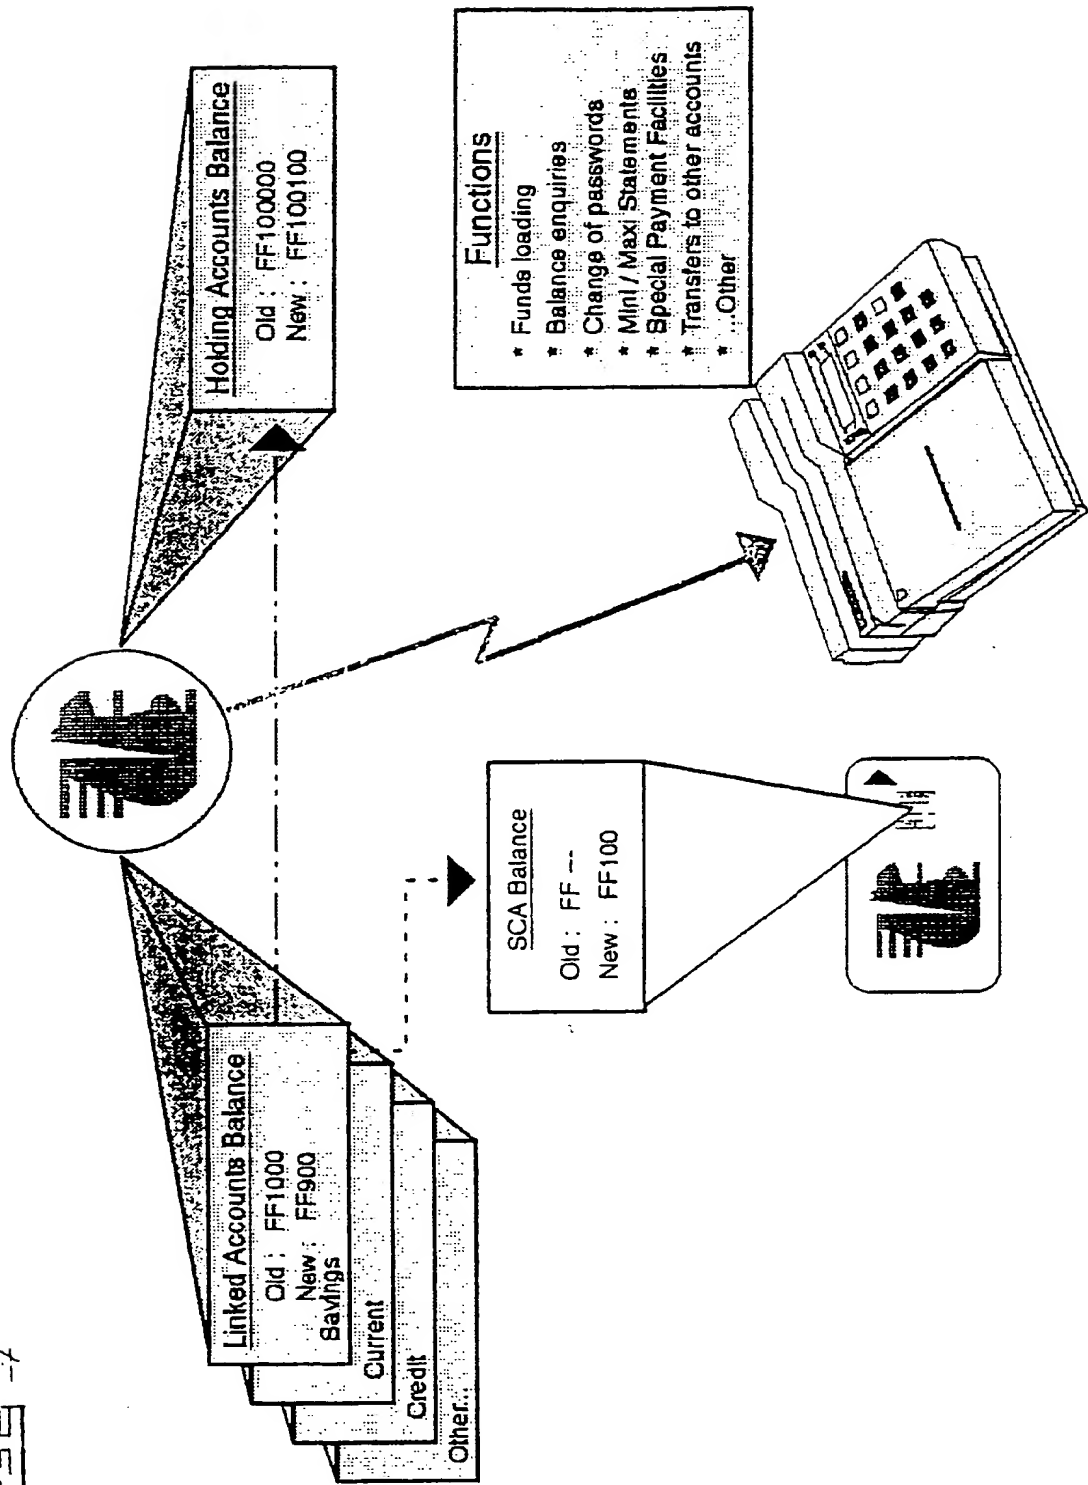 Linked Accounts Balance
Old : FF1000
New : FF900
Savings
Current
Credit
Other...
Holding Accounts Balance
Old : FF100000
New : FF100100
SCA Balance
Old : FF ---
New : FF100
Functions
* Funds loading
* Balance enquiries
* Change of passwords
* Mini / Maxi Statements
* Special Payment Facilities
* Transfers to other accounts
* ...Other